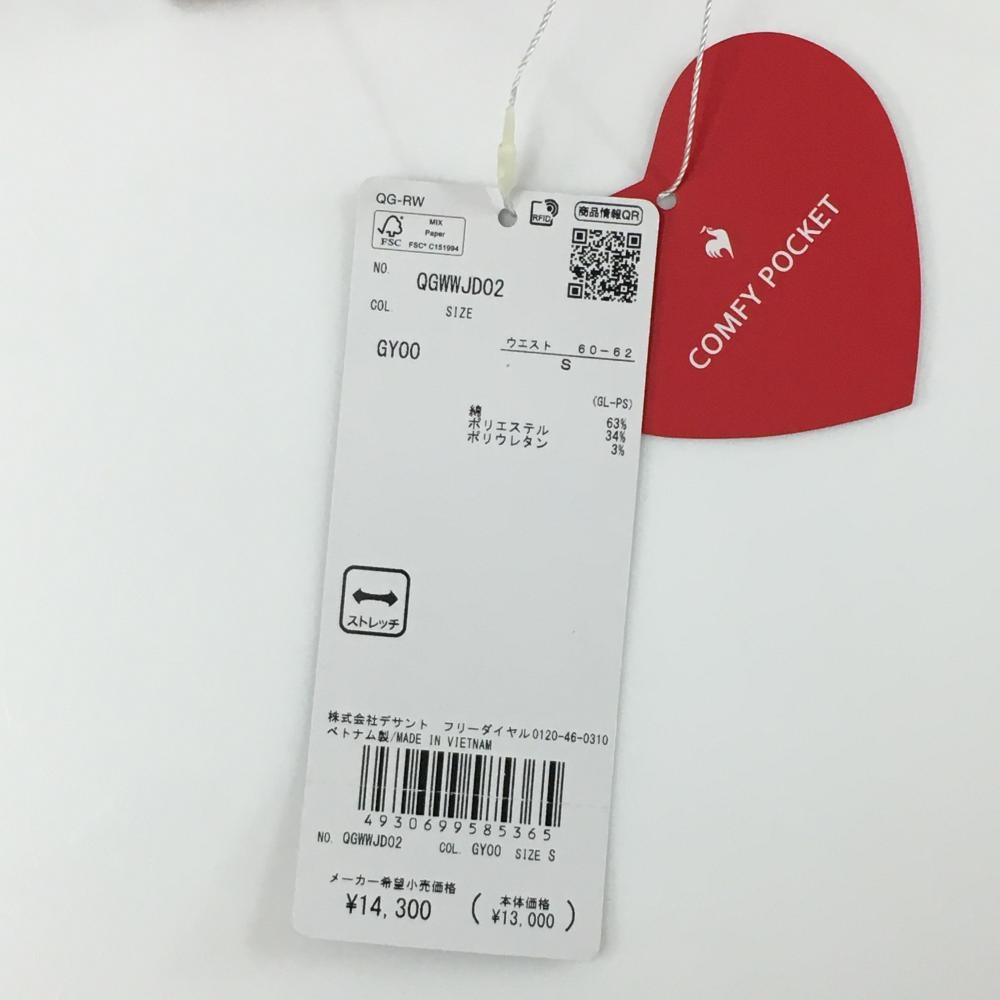 QG-RW
RFID
商品情報QR
FSC
MIX
Paper
FSC® C151994
NO. QGWWJD02
COL. SIZE
GY00
ウエスト 60-62
S
(GL-PS)
綿 63%
ポリエステル 34%
ポリウレタン 3%
ストレッチ
株式会社デサント フリーダイヤル0120-46-0310
ベトナム製/MADE IN VIETNAM
4930699585365
NO. QGWWJD02 COL. GY00 SIZE S
メーカー希望小売価格
¥14,300
(本体価格
¥13,000)
COMFY POCKET